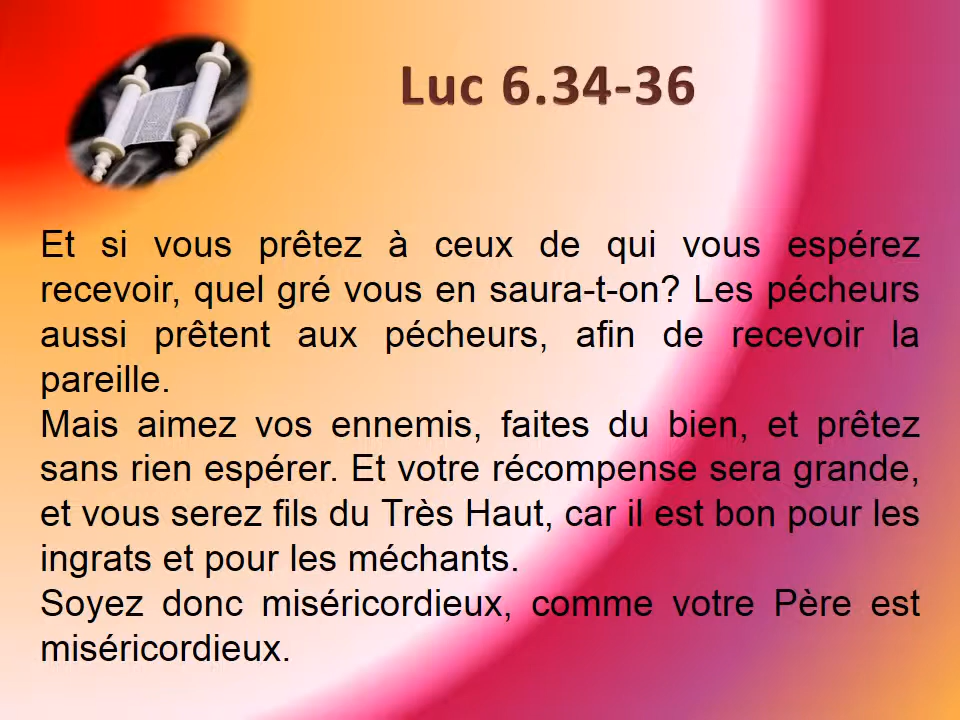 Luc 6.34-36
Et si vous prêtez à ceux de qui vous espérez
recevoir, quel gré vous en saura-t-on? Les pécheurs
aussi prêtent aux pécheurs, afin de recevoir la
pareille.
Mais aimez vos ennemis, faites du bien, et prêtez
sans rien espérer. Et votre récompense sera grande,
et vous serez fils du Très Haut, car il est bon pour les
ingrats et pour les méchants.
Soyez donc miséricordieux, comme votre Père est
miséricordieux.